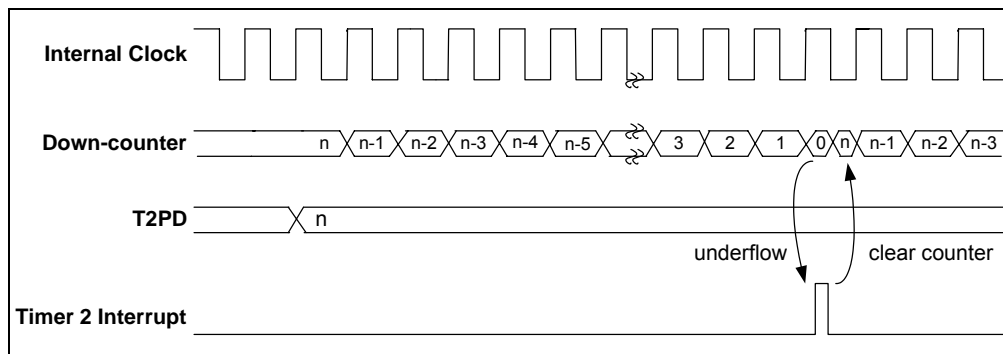 Internal Clock
Down-counter n n-1 n-2 n-3 n-4 n-5 3 2 1 0 n n-1 n-2 n-3
T2PD n
underflow clear counter
Timer 2 Interrupt